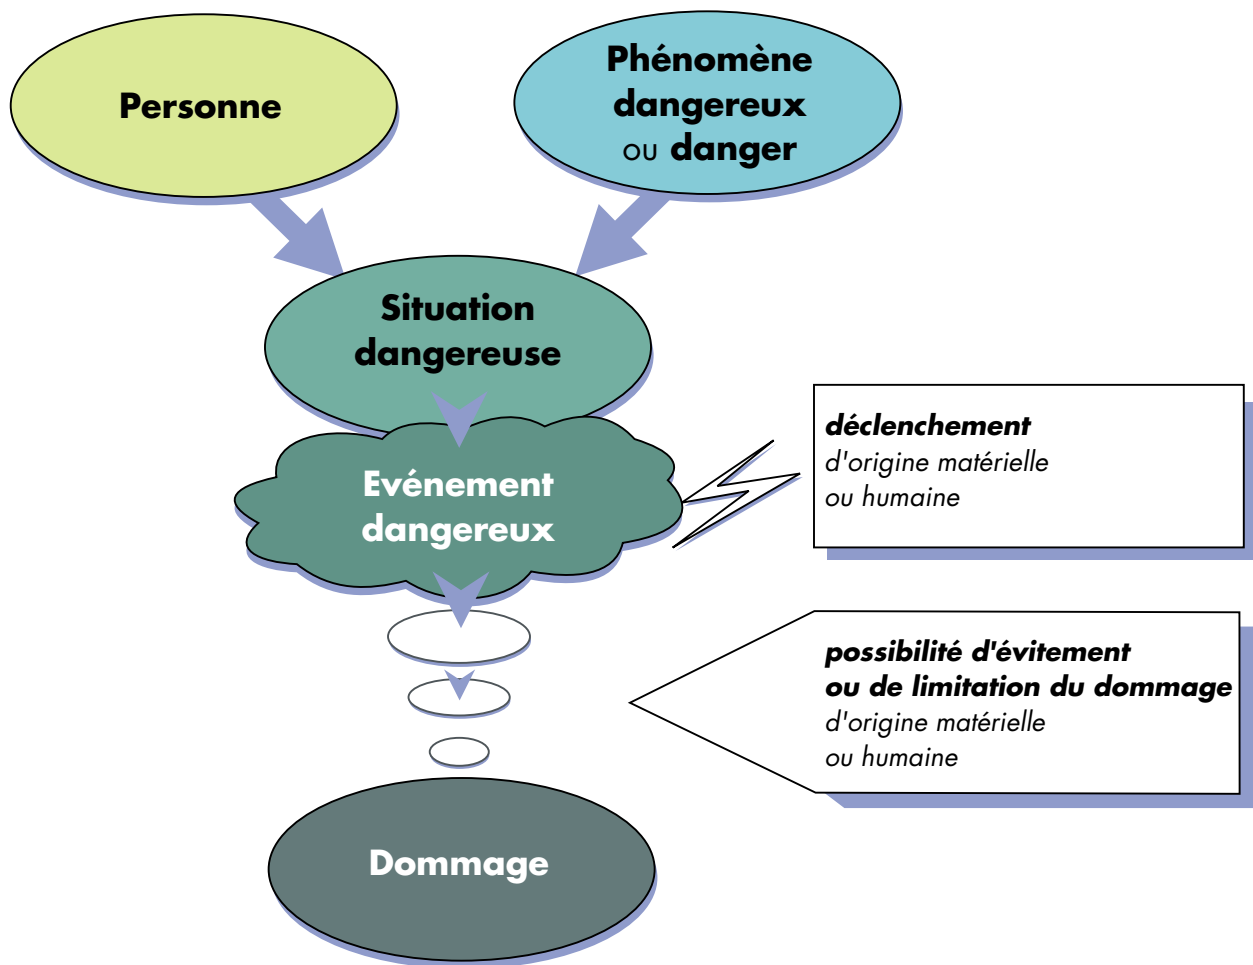 Personne
Phénomène
dangereux
ou danger
Situation
dangereuse
Evénement
dangereux
déclenchement
d'origine matérielle
ou humaine
possibilité d'évitement
ou de limitation du dommage
d'origine matérielle
ou humaine
Dommage